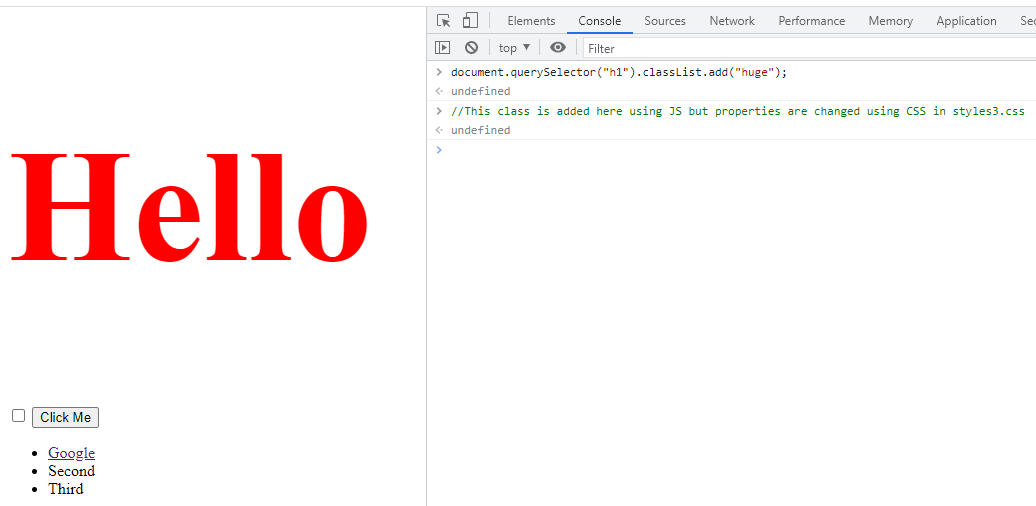 Hello
Click Me
Google
Second
Third
Elements Console Sources Network Performance Memory Application Sec
top Filter
document.querySelector("h1").classList.add("huge");
undefined
//This class is added here using JS but properties are changed using CSS in styles3.css
undefined